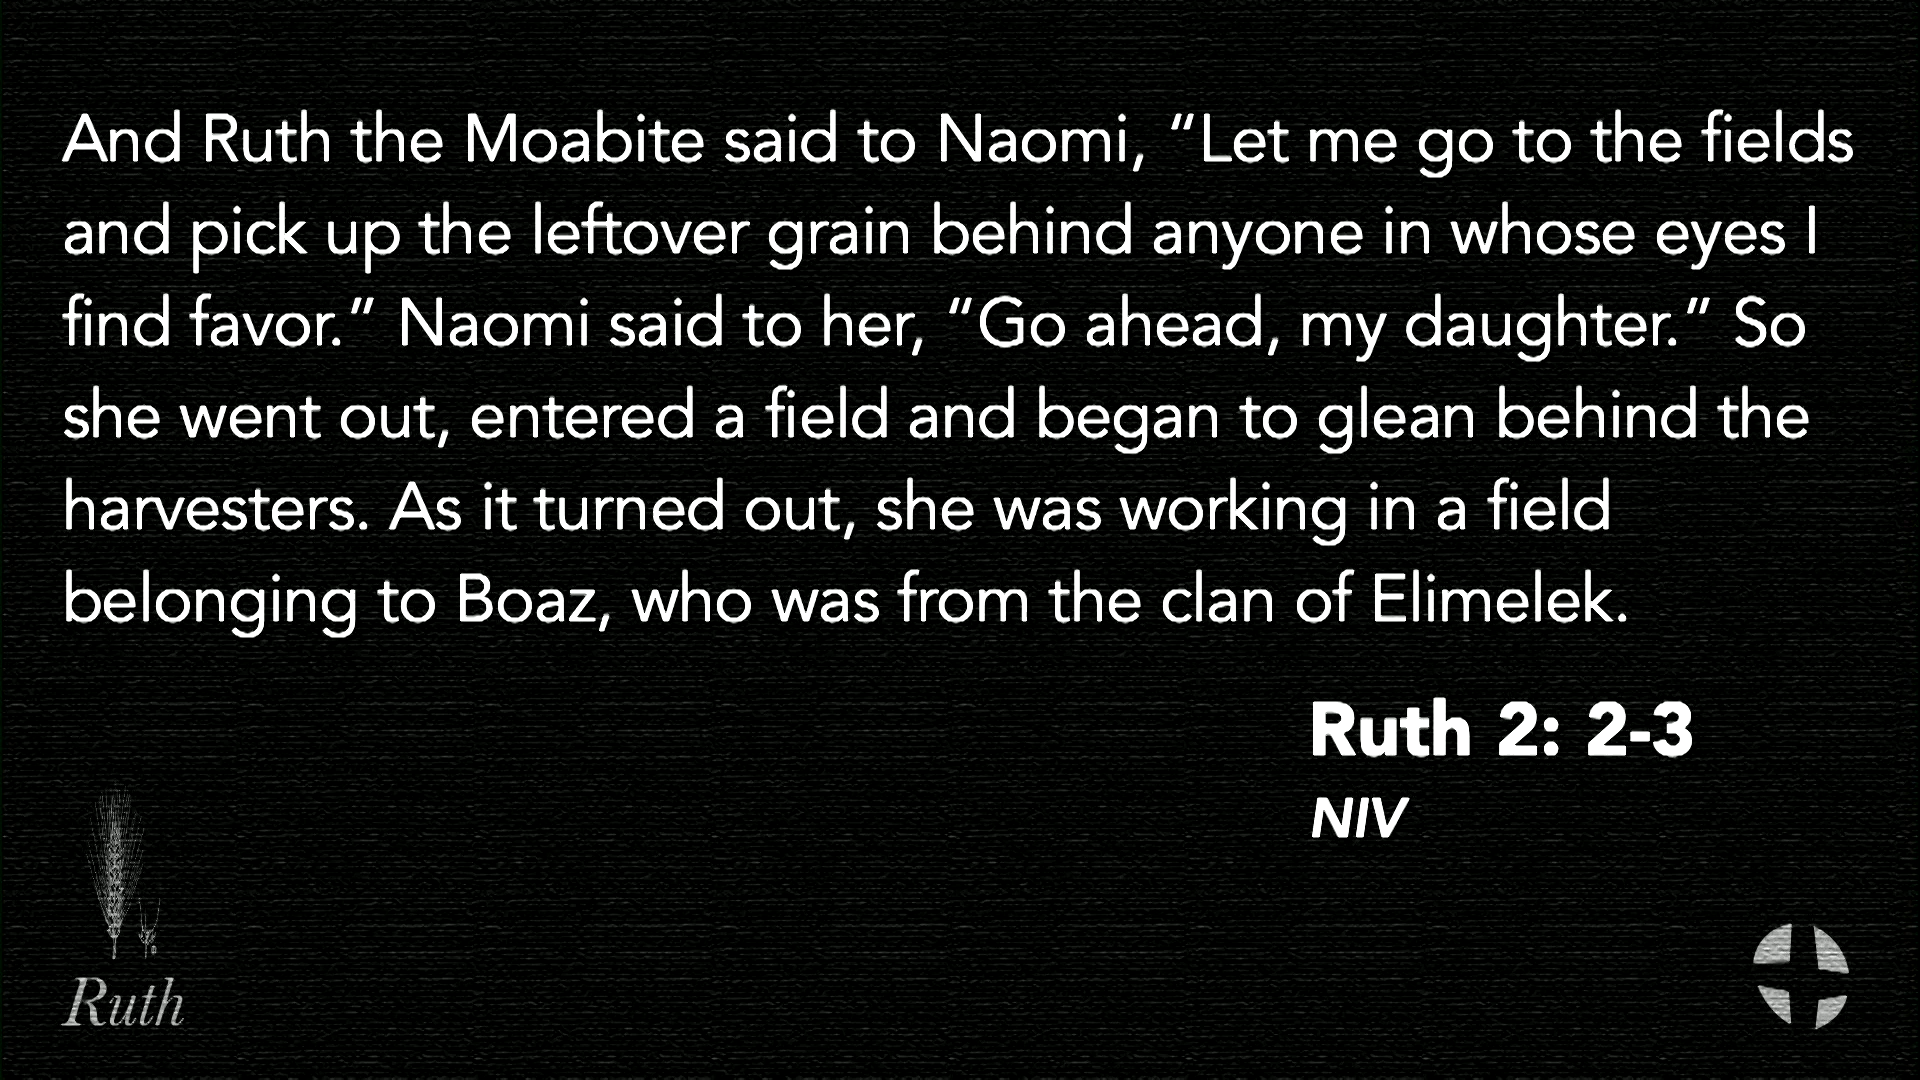 And Ruth the Moabite said to Naomi, “Let me go to the fields
and pick up the leftover grain behind anyone in whose eyes I
find favor.” Naomi said to her, “Go ahead, my daughter.” So
she went out, entered a field and began to glean behind the
harvesters. As it turned out, she was working in a field
belonging to Boaz, who was from the clan of Elimelek.
Ruth 2: 2-3
NIV
Ruth